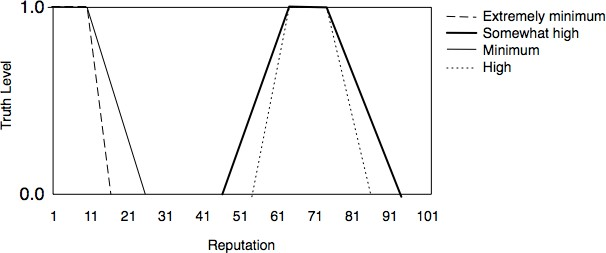 1.0
0.0
Truth Level
1 11 21 31 41 51 61 71 81 91 101
Reputation
Extremely minimum
Somewhat high
Minimum
High